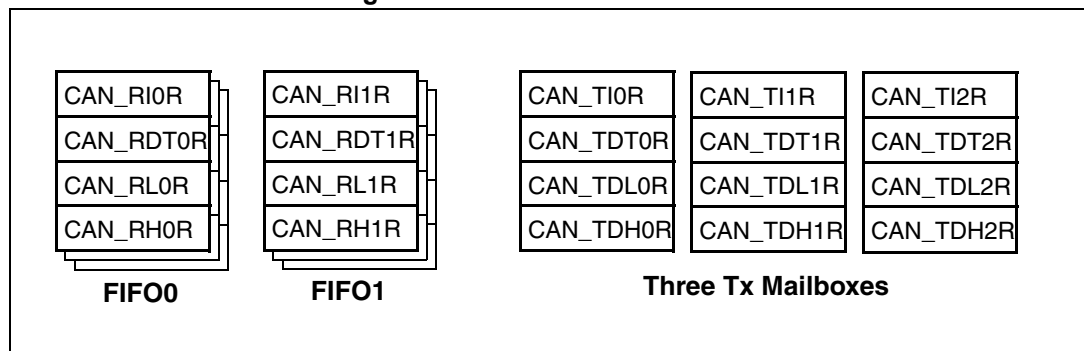 CAN_RI0R
CAN_RDT0R
CAN_RL0R
CAN_RH0R
FIFO0
CAN_RI1R
CAN_RDT1R
CAN_RL1R
CAN_RH1R
FIFO1
CAN_TI0R
CAN_TDT0R
CAN_TDL0R
CAN_TDH0R
CAN_TI1R
CAN_TDT1R
CAN_TDL1R
CAN_TDH1R
CAN_TI2R
CAN_TDT2R
CAN_TDL2R
CAN_TDH2R
Three Tx Mailboxes